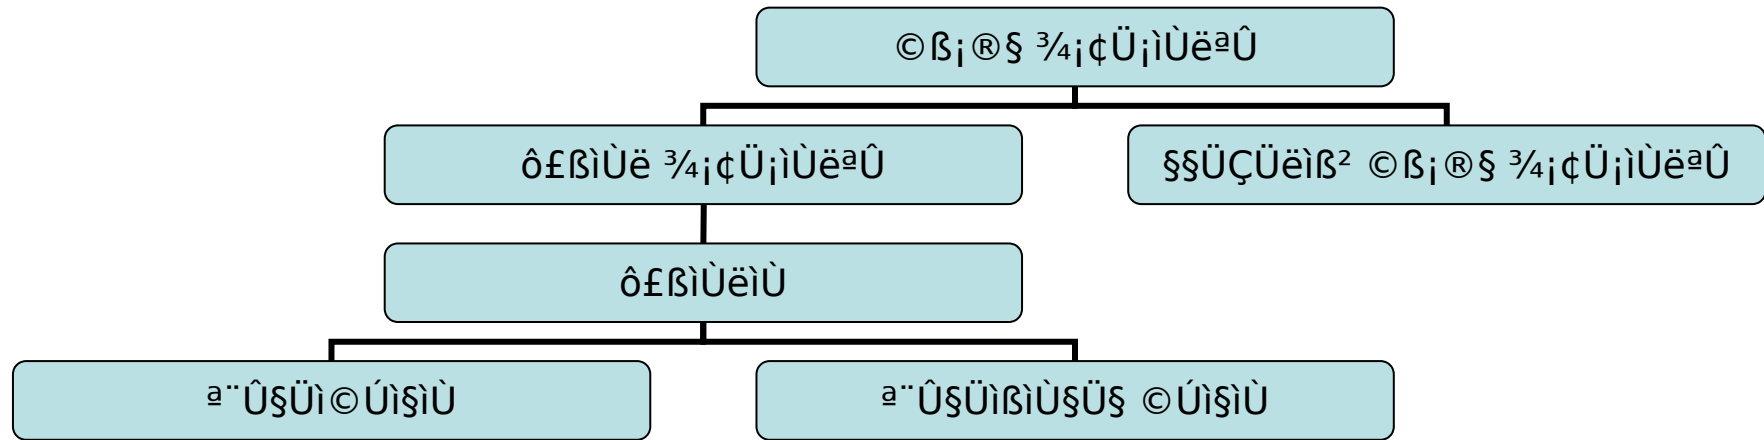 ©ß¡®§ ¾¡¢Ü¡ìÙëªÛ
ô£ßìÙë ¾¡¢Ü¡ìÙëªÛ
§§ÜÇÜëìß² ©ß¡®§ ¾¡¢Ü¡ìÙëªÛ
ô£ßìÙëìÙ
ª¨Û§Üì©Úì§ìÙ
ª¨Û§ÜìßìÙ§Ü§ ©Úì§ìÙ